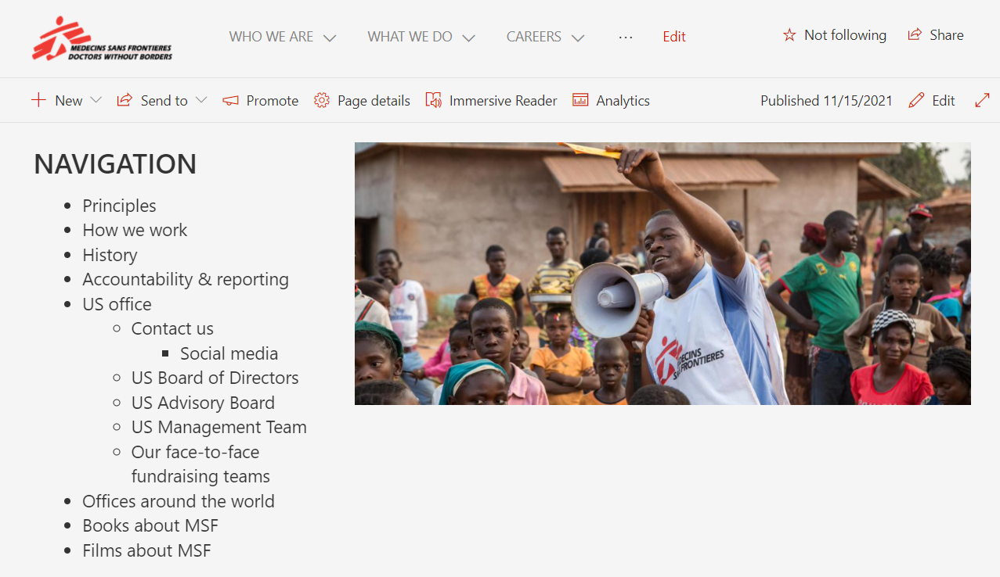 MEDECINS SANS FRONTIERES
DOCTORS WITHOUT BORDERS
WHO WE ARE
WHAT WE DO
CAREERS
...
Edit
Not following
Share
New
Send to
Promote
Page details
Immersive Reader
Analytics
Published 11/15/2021
Edit
NAVIGATION
Principles
How we work
History
Accountability & reporting
US office
Contact us
Social media
US Board of Directors
US Advisory Board
US Management Team
Our face-to-face
fundraising teams
Offices around the world
Books about MSF
Films about MSF
SANS FRONTIERES